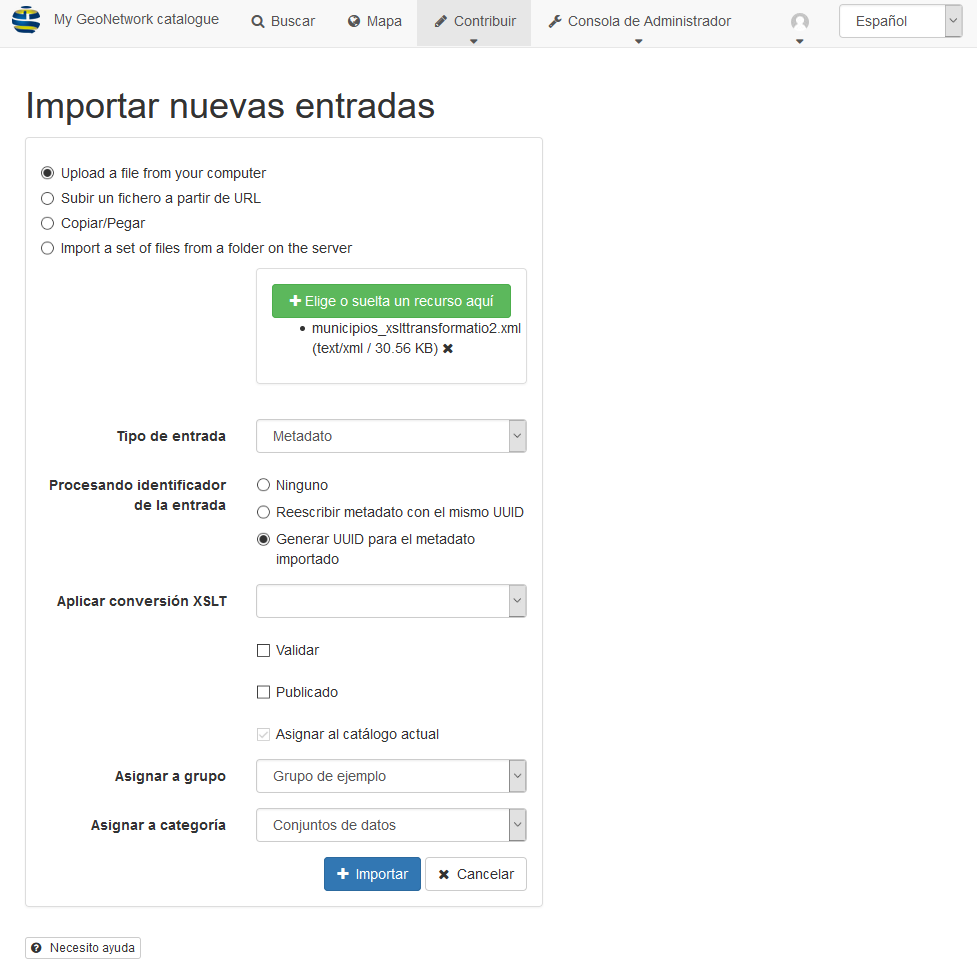 My GeoNetwork catalogue Buscar Mapa Contribuir Consola de Administrador Español
Importar nuevas entradas
Upload a file from your computer
Subir un fichero a partir de URL
Copiar/Pegar
Import a set of files from a folder on the server
Elige o suelta un recurso aquí
municipios_xslttransformatio2.xml
(text/xml / 30.56 KB)
Tipo de entrada Metadato
Procesando identificador
de la entrada
Ninguno
Reescribir metadato con el mismo UUID
Generar UUID para el metadato
importado
Aplicar conversión XSLT
Validar
Publicado
Asignar al catálogo actual
Asignar a grupo Grupo de ejemplo
Asignar a categoría Conjuntos de datos
Importar Cancelar
Necesito ayuda